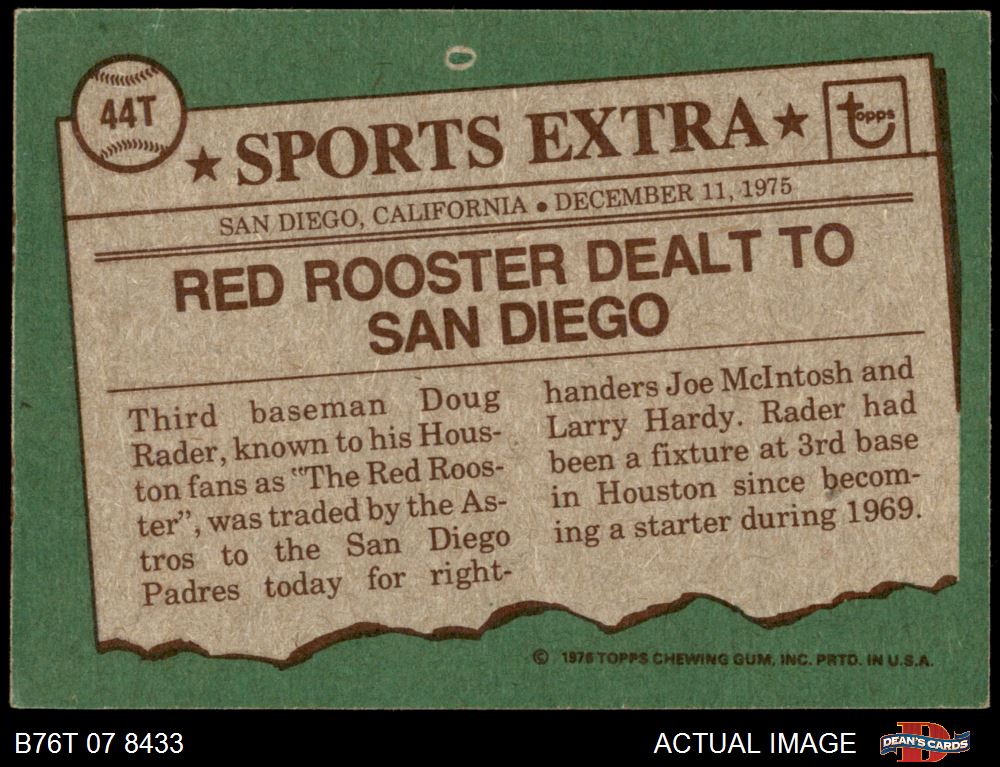 44T
★ SPORTS EXTRA ★
topps
SAN DIEGO, CALIFORNIA • DECEMBER 11, 1975
RED ROOSTER DEALT TO
SAN DIEGO
Third baseman Doug
Rader, known to his Hous-
ton fans as "The Red Roos-
ter", was traded by the As-
tros to the San Diego
Padres today for right-
handers Joe McIntosh and
Larry Hardy. Rader had
been a fixture at 3rd base
in Houston since becom-
ing a starter during 1969.
© 1976 TOPPS CHEWING GUM, INC. PRTD. IN U.S.A.
B76T 07 8433
ACTUAL IMAGE
D
DEAN'S CARDS